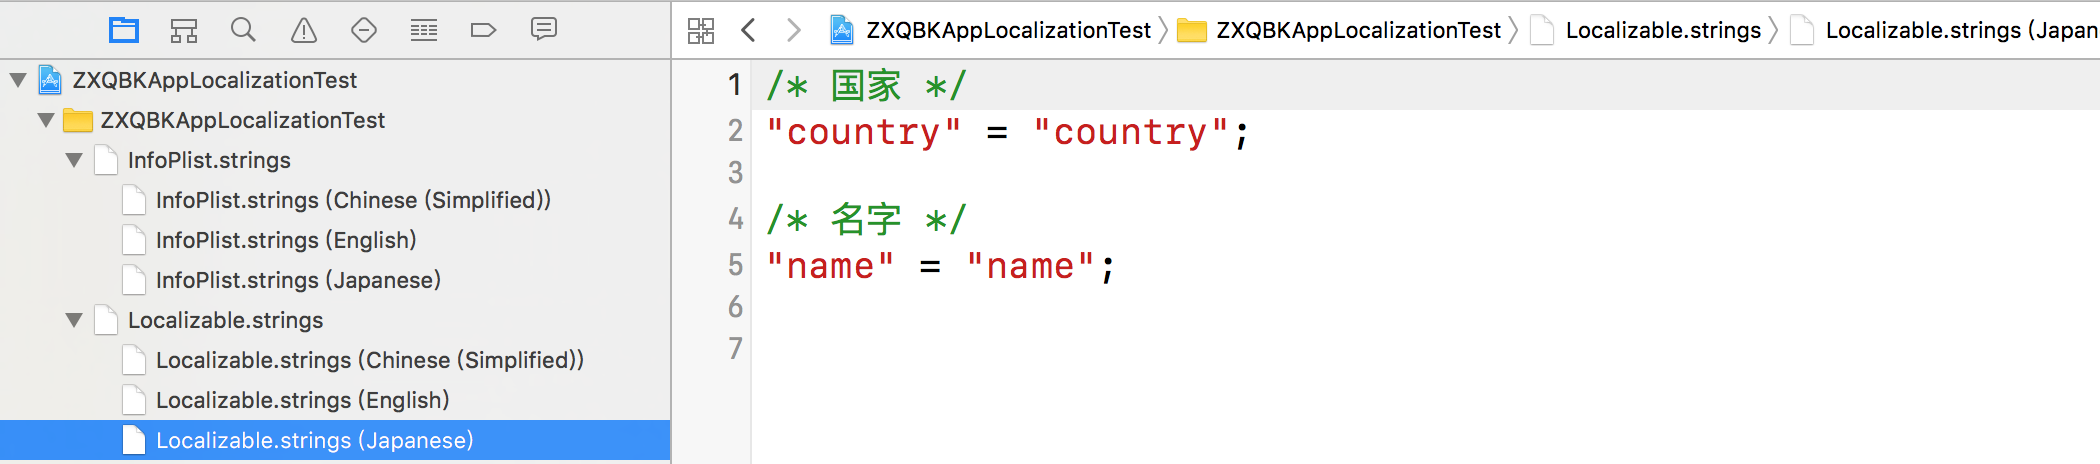 ZXQBKAppLocalizationTest
ZXQBKAppLocalizationTest
InfoPlist.strings
InfoPlist.strings (Chinese (Simplified))
InfoPlist.strings (English)
InfoPlist.strings (Japanese)
Localizable.strings
Localizable.strings (Chinese (Simplified))
Localizable.strings (English)
Localizable.strings (Japanese)
ZXQBKAppLocalizationTest 〉 ZXQBKAppLocalizationTest 〉 Localizable.strings 〉 Localizable.strings (Japan
1 /* 国家 */
2 "country" = "country";
3
4 /* 名字 */
5 "name" = "name";
6
7